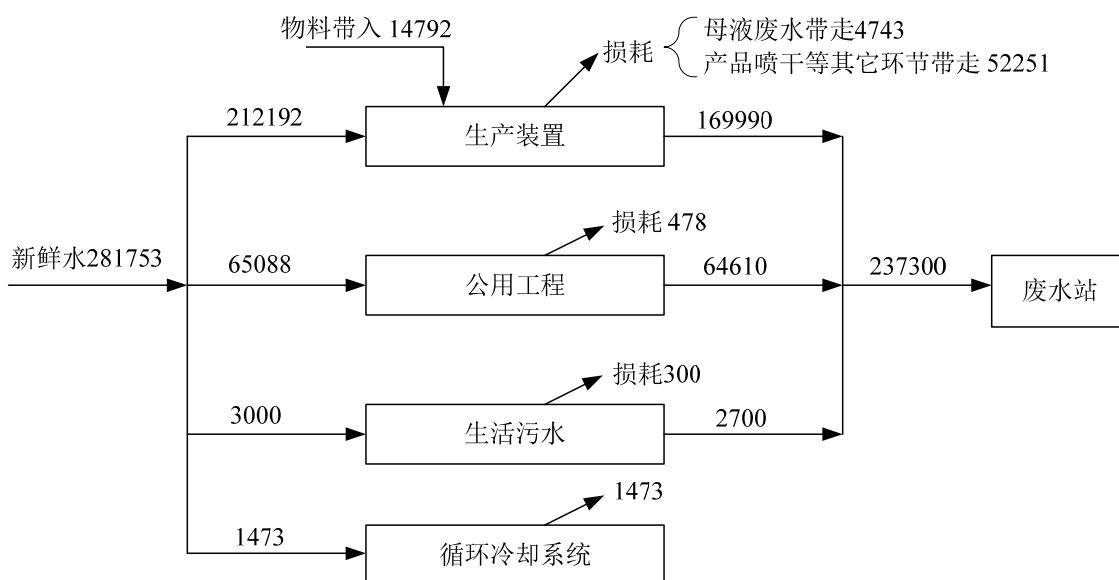 物料带入 14792
损耗
母液废水带走4743
产品喷干等其它环节带走 52251
212192
生产装置
169990
损耗 478
新鲜水281753
65088
公用工程
64610
237300
废水站
损耗300
3000
生活污水
2700
1473
1473
循环冷却系统